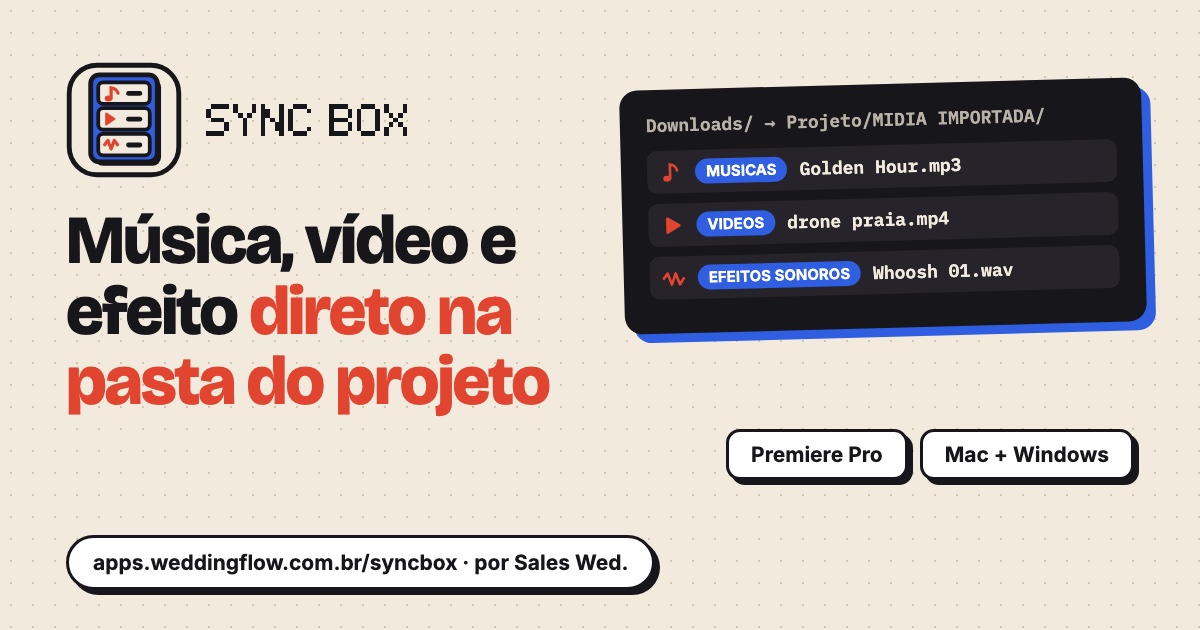 SYNC BOX
Música, vídeo e
efeito direto na
pasta do projeto
Downloads/ → Projeto/MIDIA IMPORTADA/
MUSICAS Golden Hour.mp3
VIDEOS drone praia.mp4
EFEITOS SONOROS Whoosh 01.wav
Premiere Pro
Mac + Windows
apps.weddingflow.com.br/syncbox · por Sales Wed.